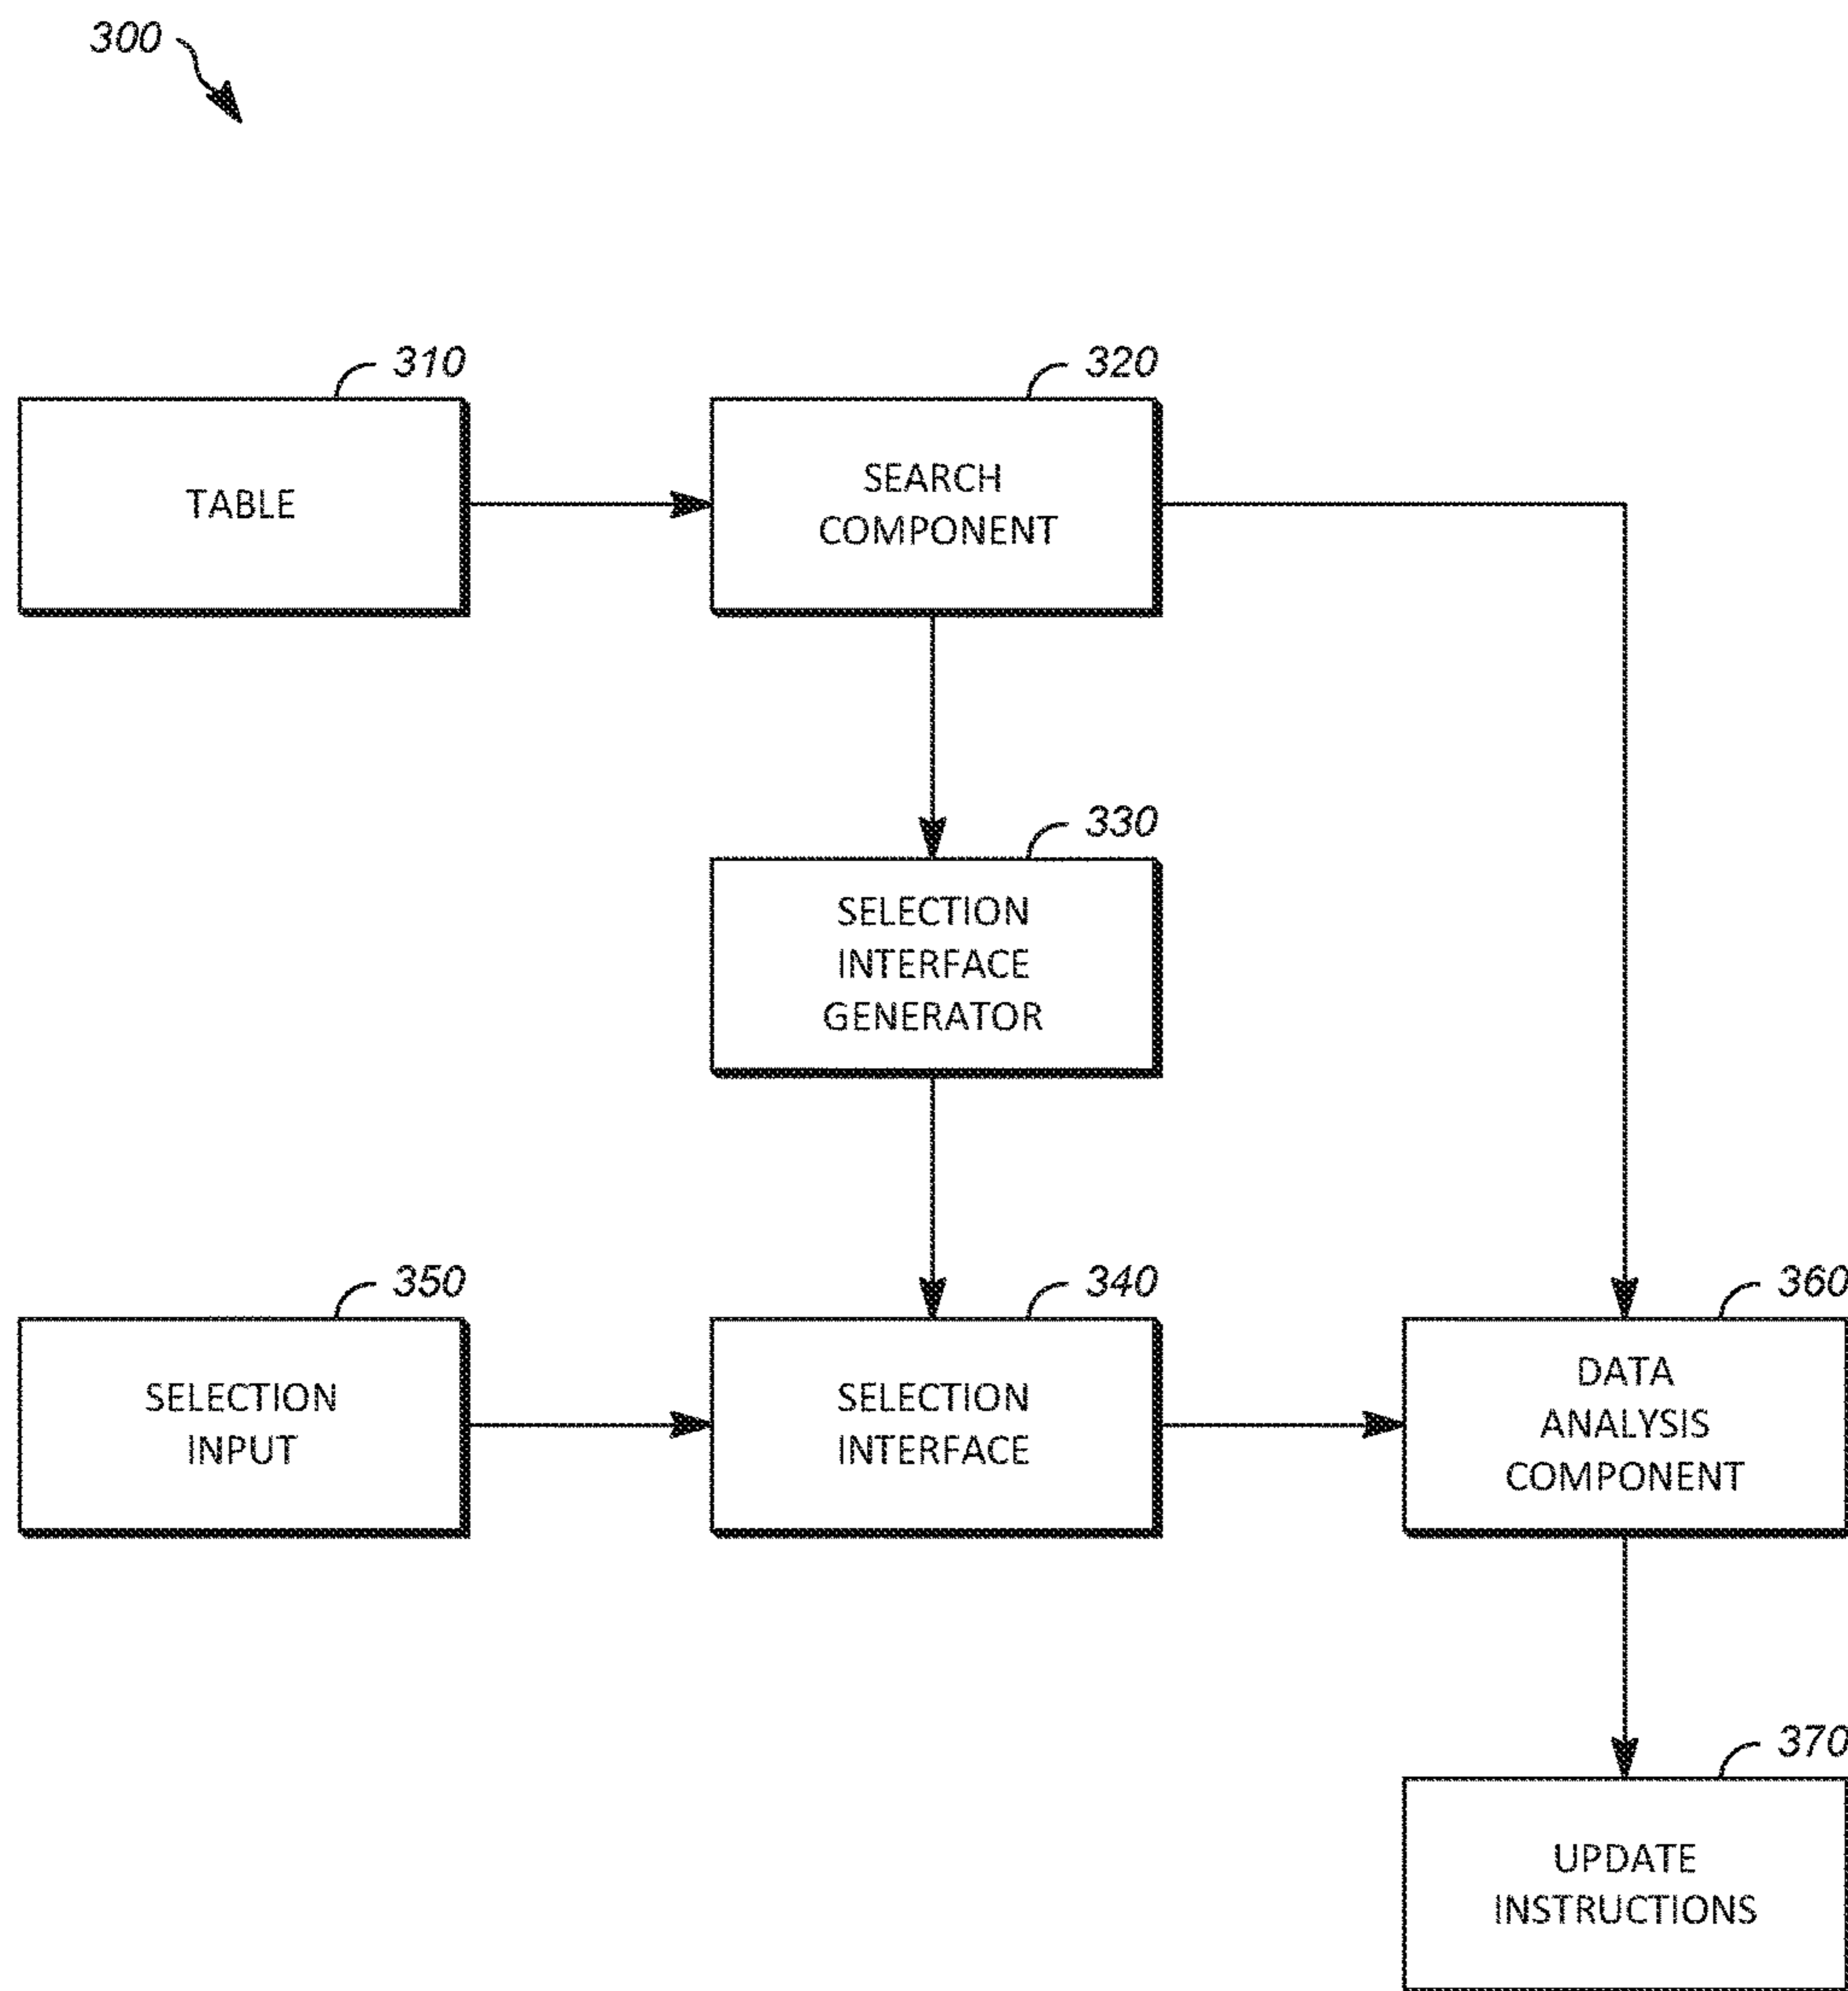 300
310
TABLE
320
SEARCH
COMPONENT
330
SELECTION
INTERFACE
GENERATOR
350
SELECTION
INPUT
340
SELECTION
INTERFACE
360
DATA
ANALYSIS
COMPONENT
370
UPDATE
INSTRUCTIONS